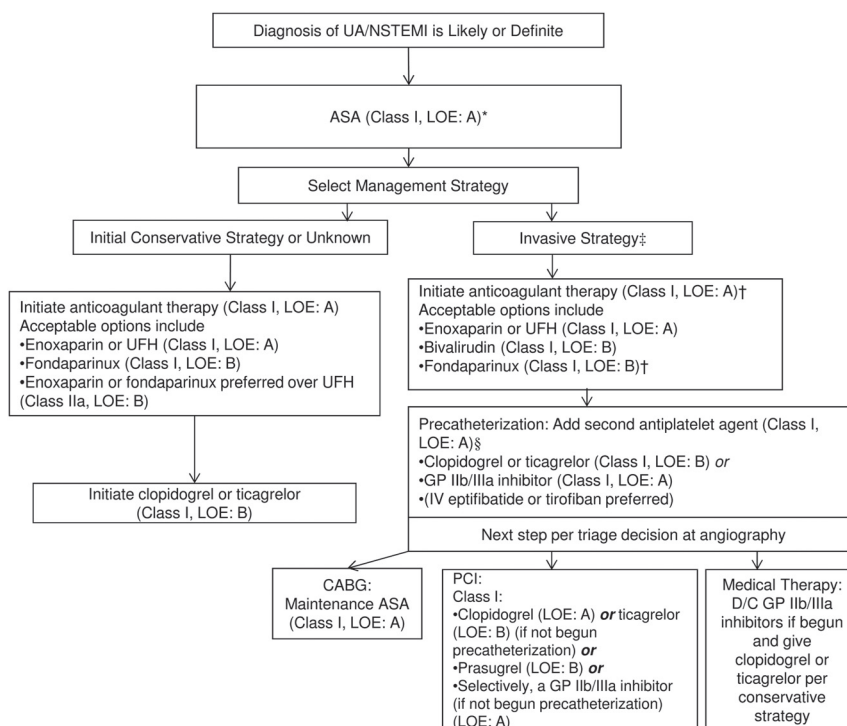 Diagnosis of UA/NSTEMI is Likely or Definite
ASA (Class I, LOE: A)*
Select Management Strategy
Initial Conservative Strategy or Unknown
Invasive Strategy‡
Initiate anticoagulant therapy (Class I, LOE: A)
Acceptable options include
•Enoxaparin or UFH (Class I, LOE: A)
•Fondaparinux (Class I, LOE: B)
•Enoxaparin or fondaparinux preferred over UFH
(Class IIa, LOE: B)
Initiate anticoagulant therapy (Class I, LOE: A)†
Acceptable options include
•Enoxaparin or UFH (Class I, LOE: A)
•Bivalirudin (Class I, LOE: B)
•Fondaparinux (Class I, LOE: B)†
Initiate clopidogrel or ticagrelor
(Class I, LOE: B)
Precatheterization: Add second antiplatelet agent (Class I,
LOE: A)§
•Clopidogrel or ticagrelor (Class I, LOE: B) or
•GP IIb/IIIa inhibitor (Class I, LOE: A)
•(IV eptifibatide or tirofiban preferred)
Next step per triage decision at angiography
CABG:
Maintenance ASA
(Class I, LOE: A)
PCI:
Class I:
•Clopidogrel (LOE: A) or ticagrelor
(LOE: B) (if not begun
precatheterization) or
•Prasugrel (LOE: B) or
•Selectively, a GP IIb/IIIa inhibitor
(if not begun precatheterization)
(LOE: A)
Medical Therapy:
D/C GP IIb/IIIa
inhibitors if begun
and give
clopidogrel or
ticagrelor per
conservative
strategy